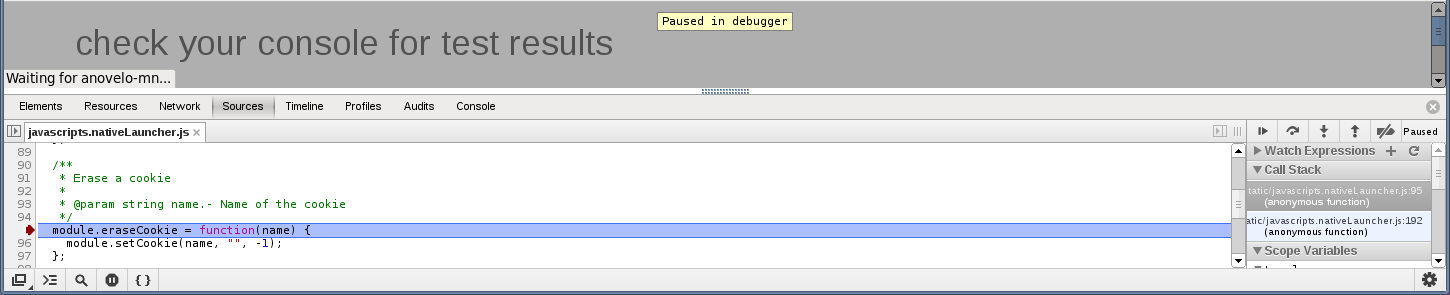 Paused in debugger
check your console for test results
Waiting for anovelo-mn...
Elements Resources Network Sources Timeline Profiles Audits Console
javascripts.nativeLauncher.js × Paused
89
90 /**
91 * Erase a cookie
92 *
93 * @param string name.- Name of the cookie
94 */
module.eraseCookie = function(name) {
96 module.setCookie(name, "", -1);
97 };
Watch Expressions + 
Call Stack
tatic/javascripts.nativeLauncher.js:95
(anonymous function)
atic/javascripts.nativeLauncher.js:192
(anonymous function)
Scope Variables
{ }